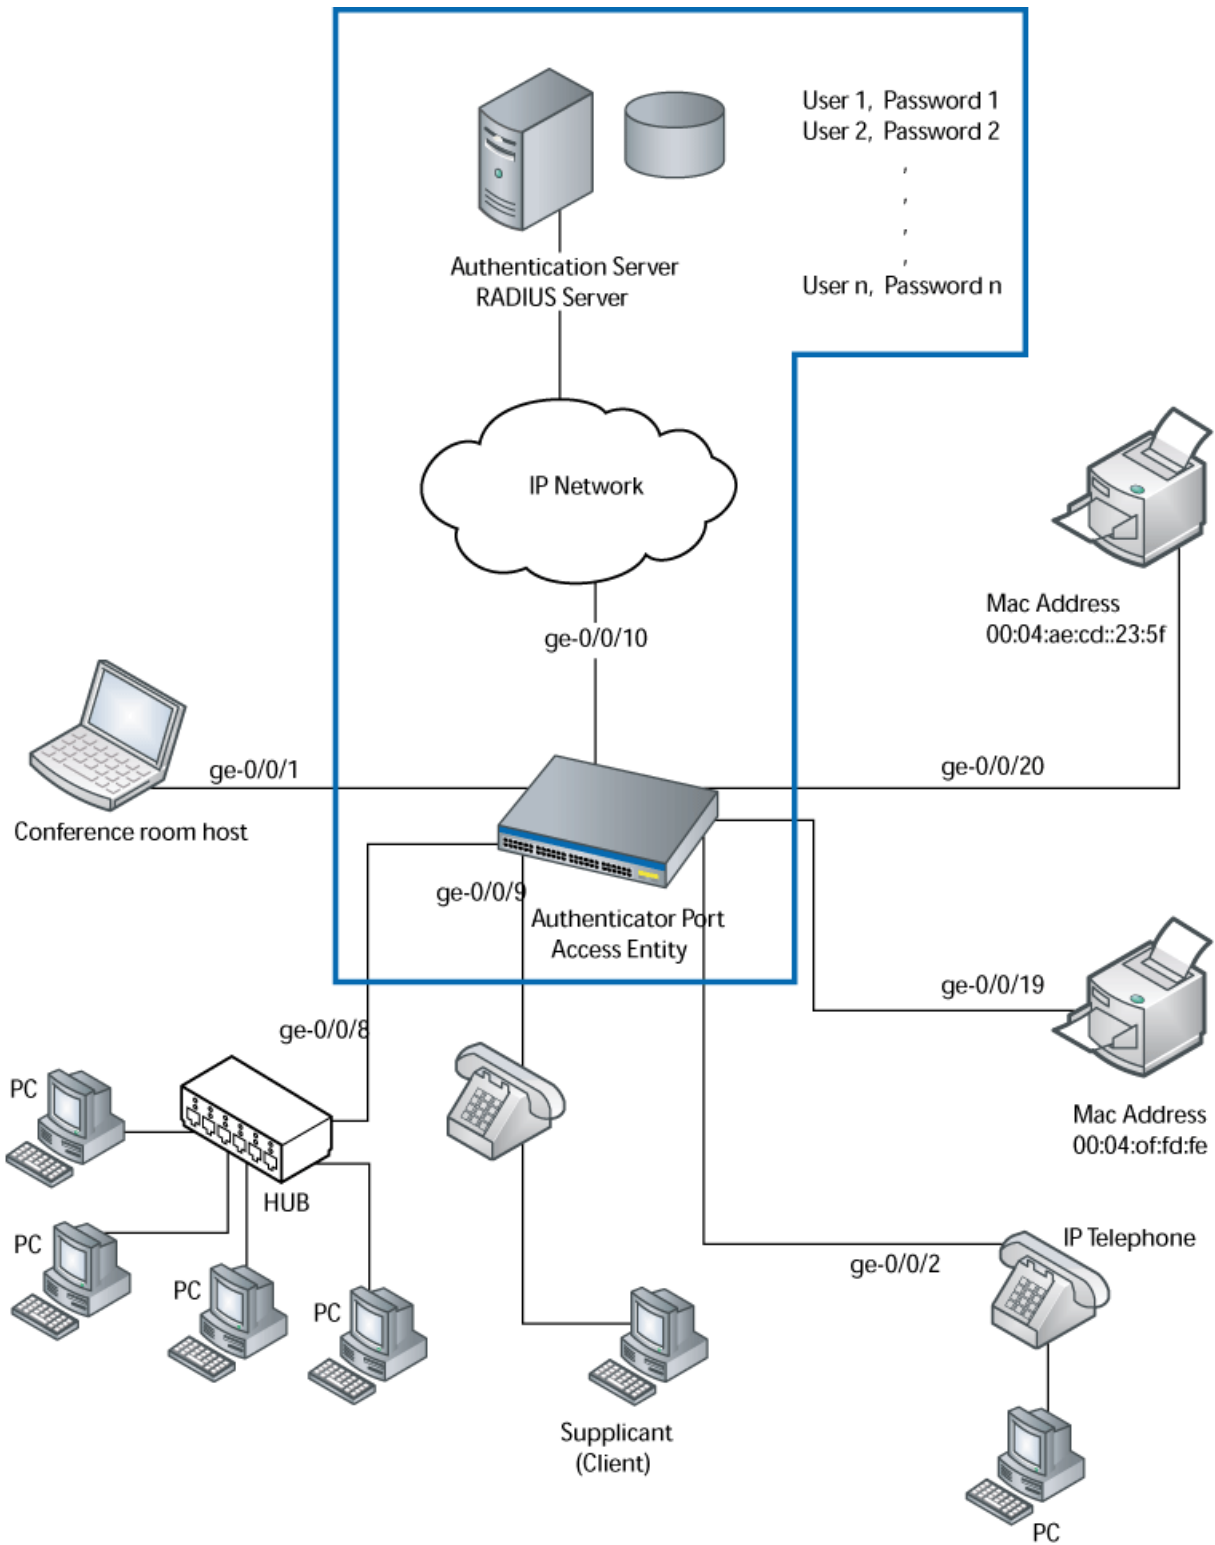 User 1, Password 1
User 2, Password 2
,
,
,
,
User n, Password n
Authentication Server
RADIUS Server
IP Network
ge-0/0/10
Mac Address
00:04:ae:cd::23:5f
ge-0/0/1
ge-0/0/20
Conference room host
ge-0/0/9
Authenticator Port
Access Entity
ge-0/0/19
ge-0/0/8
PC
Mac Address
00:04:of:fd:fe
HUB
PC
IP Telephone
ge-0/0/2
PC
PC
Supplicant
(Client)
PC